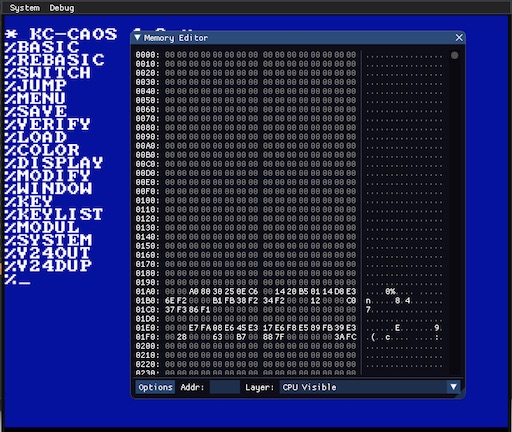 System Debug
* KC-CAOS
%BASIC
%REBASIC
%SWITCH
%JUMP
%MENU
%SAVE
%VERIFY
%LOAD
%COLOR
%DISPLAY
%MODIFY
%WINDOW
%KEY
%KEYLIST
%MODUL
%SYSTEM
%V24OUT
%V24DUP
%_
Memory Editor
0000: 00 00 00 00 00 00 00 00 00 00 00 00 00 00 00 00 ................
0010: 00 00 00 00 00 00 00 00 00 00 00 00 00 00 00 00 ................
0020: 00 00 00 00 00 00 00 00 00 00 00 00 00 00 00 00 ................
0030: 00 00 00 00 00 00 00 00 00 00 00 00 00 00 00 00 ................
0040: 00 00 00 00 00 00 00 00 00 00 00 00 00 00 00 00 ................
0050: 00 00 00 00 00 00 00 00 00 00 00 00 00 00 00 00 ................
0060: 00 00 00 00 00 00 00 00 00 00 00 00 00 00 00 00 ................
0070: 00 00 00 00 00 00 00 00 00 00 00 00 00 00 00 00 ................
0080: 00 00 00 00 00 00 00 00 00 00 00 00 00 00 00 00 ................
0090: 00 00 00 00 00 00 00 00 00 00 00 00 00 00 00 00 ................
00A0: 00 00 00 00 00 00 00 00 00 00 00 00 00 00 00 00 ................
00B0: 00 00 00 00 00 00 00 00 00 00 00 00 00 00 00 00 ................
00C0: 00 00 00 00 00 00 00 00 00 00 00 00 00 00 00 00 ................
00D0: 00 00 00 00 00 00 00 00 00 00 00 00 00 00 00 00 ................
00E0: 00 00 00 00 00 00 00 00 00 00 00 00 00 00 00 00 ................
00F0: 00 00 00 00 00 00 00 00 00 00 00 00 00 00 00 00 ................
0100: 00 00 00 00 00 00 00 00 00 00 00 00 00 00 00 00 ................
0110: 00 00 00 00 00 00 00 00 00 00 00 00 00 00 00 00 ................
0120: 00 00 00 00 00 00 00 00 00 00 00 00 00 00 00 00 ................
0130: 00 00 00 00 00 00 00 00 00 00 00 00 00 00 00 00 ................
0140: 00 00 00 00 00 00 00 00 00 00 00 00 00 00 00 00 ................
0150: 00 00 00 00 00 00 00 00 00 00 00 00 00 00 00 00 ................
0160: 00 00 00 00 00 00 00 00 00 00 00 00 00 00 00 00 ................
0170: 00 00 00 00 00 00 00 00 00 00 00 00 00 00 00 00 ................
0180: 00 00 00 00 00 00 00 00 00 00 00 00 00 00 00 00 ................
0190: 00 00 00 00 00 00 00 00 00 00 00 00 00 00 00 00 ................
01A0: 00 00 A0 25 C6 00 14 B5 01 14 E3
01B0: 6E F2 00 00 B1 FB 38 F2 34 F2 00 00 12 00 00 n.....8.4.......
01C0: 37 F3 86 F1 00 00 00 00 00 00 00 00 00 00 00 00 7...............
01D0: 00 00 00 00 00 00 00 00 00 00 00 00 00 00 00 00 ................
01E0: 00 00 E7 FA 08 E6 45 E3 17 E6 F8 E5 89 FB 39 E3 ......E.......9.
01F0: 00 28 00 00 63 00 B7 00 00 3A FC .(..c.........:.
0200: 00 00 00 00 00 00 00 00 00 00 00 00 00 00 00 00 ................
0210: 00 00 00 00 00 00 00 00 00 00 00 00 00 00 00 00 ................
0220: 00 00 00 00 00 00 00 00 00 00 00 00 00 00 00 00 ................
0230: 00 00 00 00 00 00 00 00 00 00 00 00 00 00 00 00 ................
Options Addr: Layer: CPU Visible